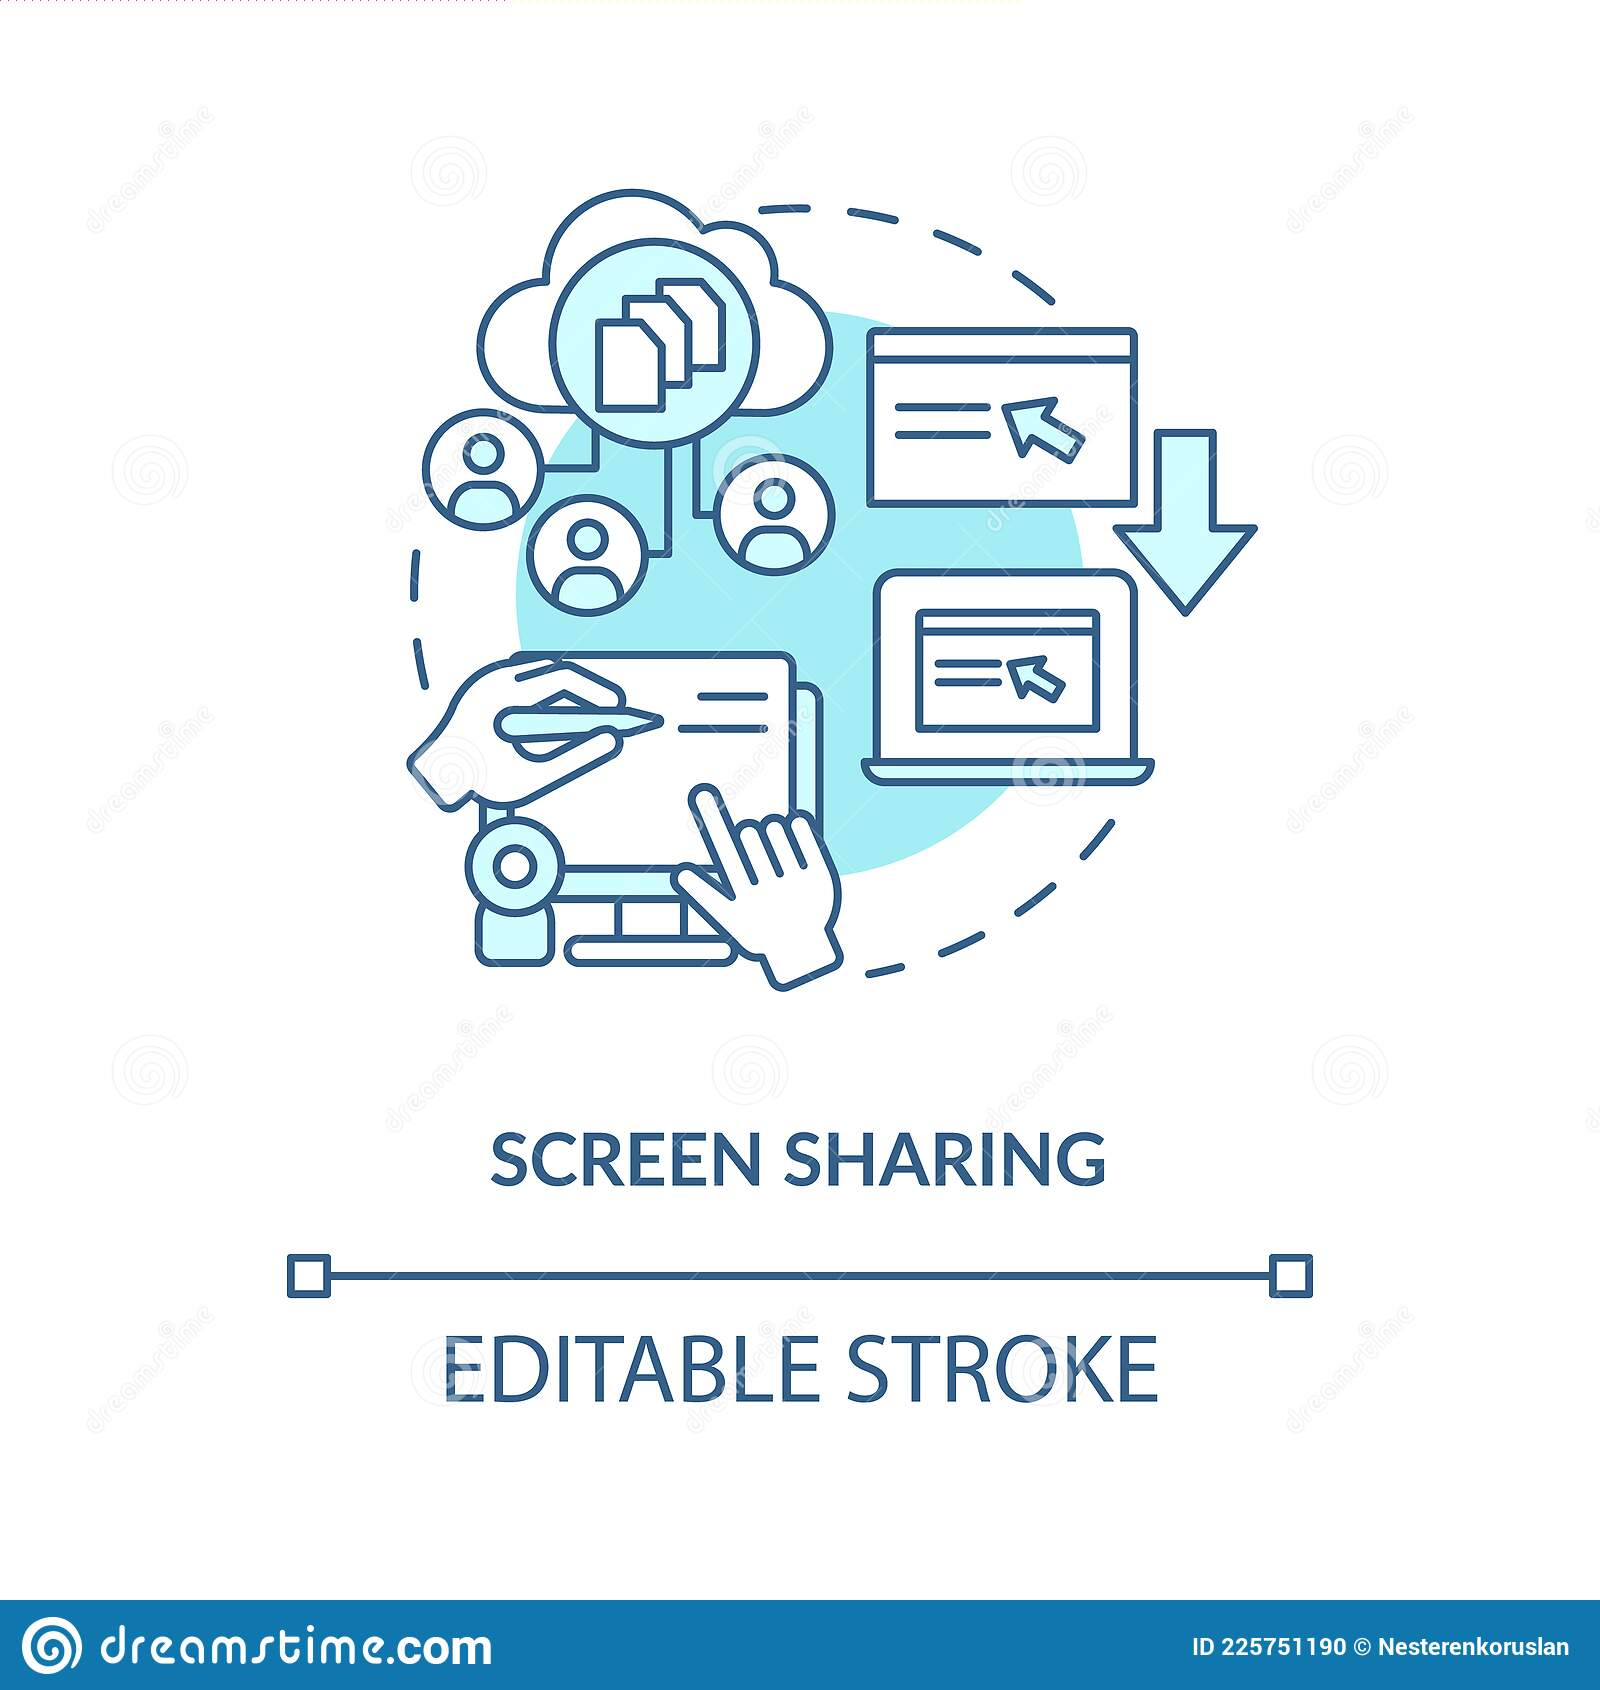 SCREEN SHARING
EDITABLE STROKE
dreamstime.com
ID 225751190 © Nesterenkoruslan